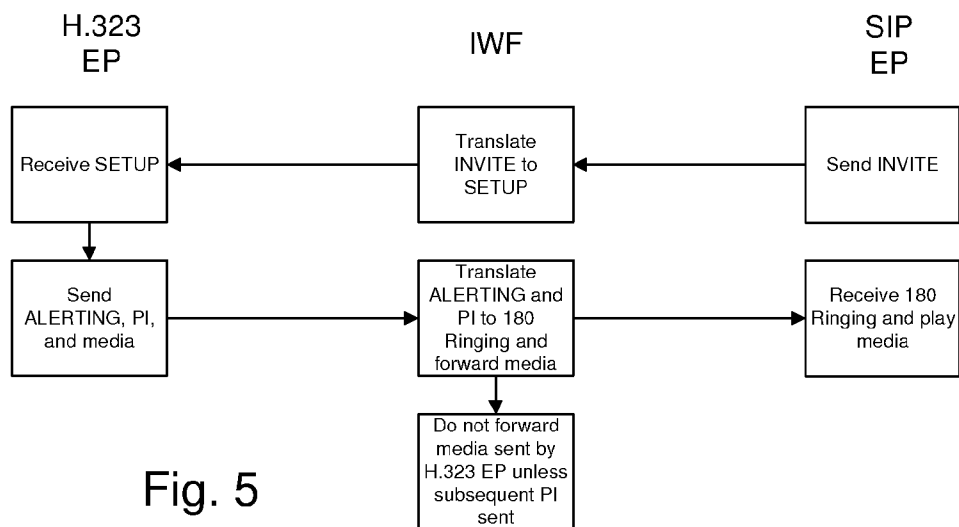 H.323
EP
IWF
SIP
EP
Receive SETUP
Translate
INVITE to
SETUP
Send INVITE
Send
ALERTING, PI,
and media
Translate
ALERTING and
PI to 180
Ringing and
forward media
Receive 180
Ringing and play
media
Do not forward
media sent by
H.323 EP unless
subsequent PI
sent
Fig. 5